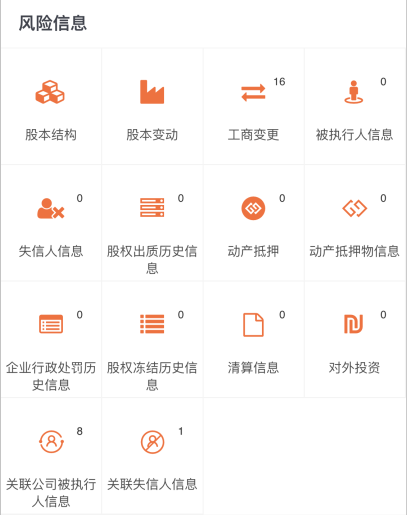 风险信息
股本结构
股本变动
16
工商变更
0
被执行人信息
0
失信人信息
0
股权出质历史信
息
0
动产抵押
0
动产抵押物信息
0
企业行政处罚历
史信息
0
股权冻结历史信
息
0
清算信息
0
对外投资
8
关联公司被执行
人信息
1
关联失信人信息